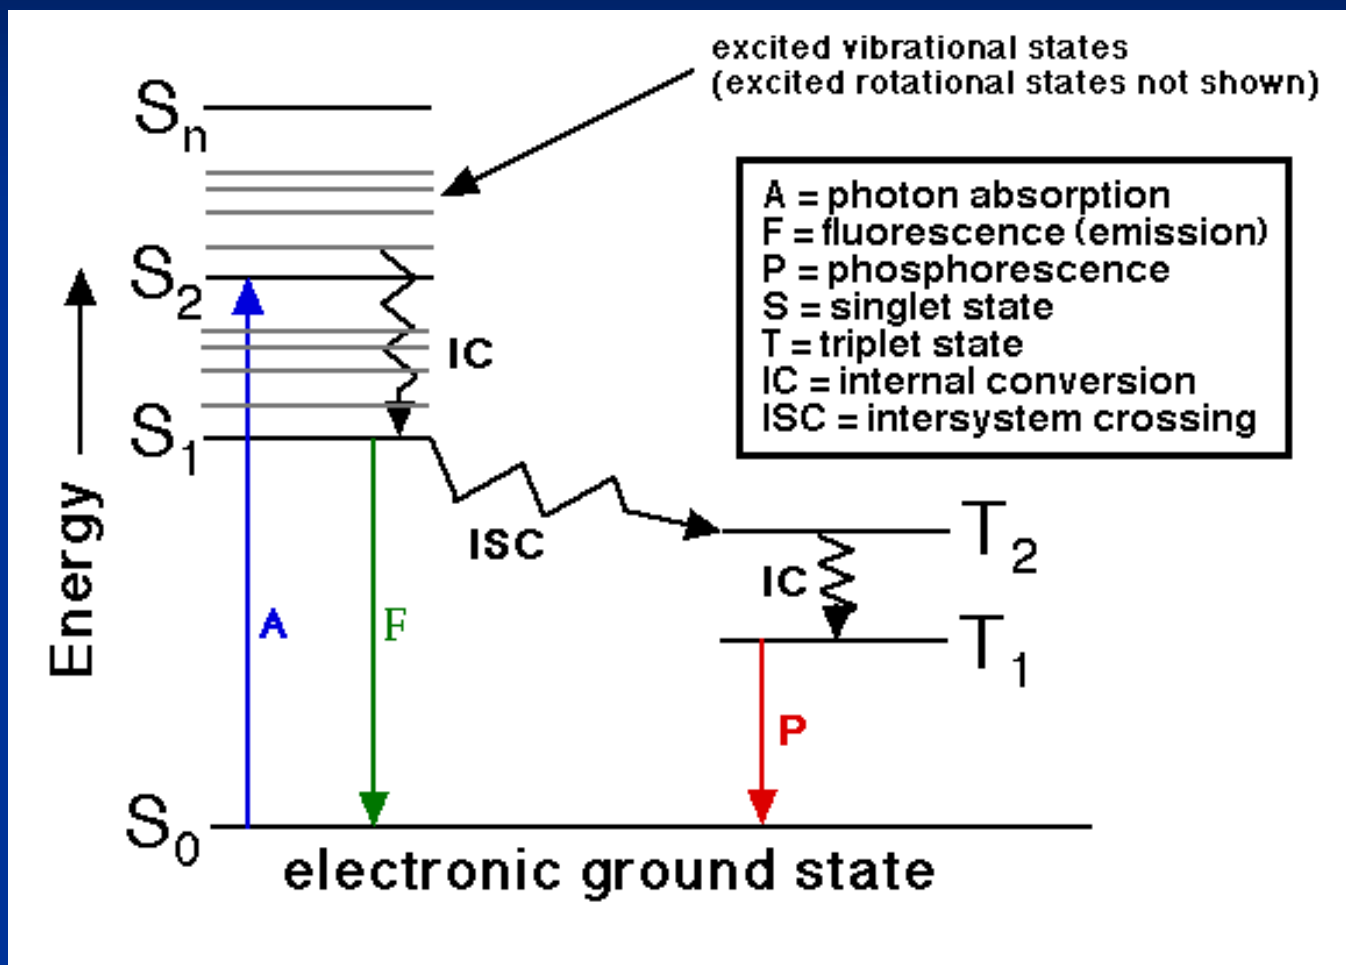 excited vibrational states
(excited rotational states not shown)
Sn
A = photon absorption
F = fluorescence (emission)
P = phosphorescence
S = singlet state
T = triplet state
IC = internal conversion
ISC = intersystem crossing
S2
IC
S1
Energy
ISC
T2
IC
T1
A
F
P
S0
electronic ground state